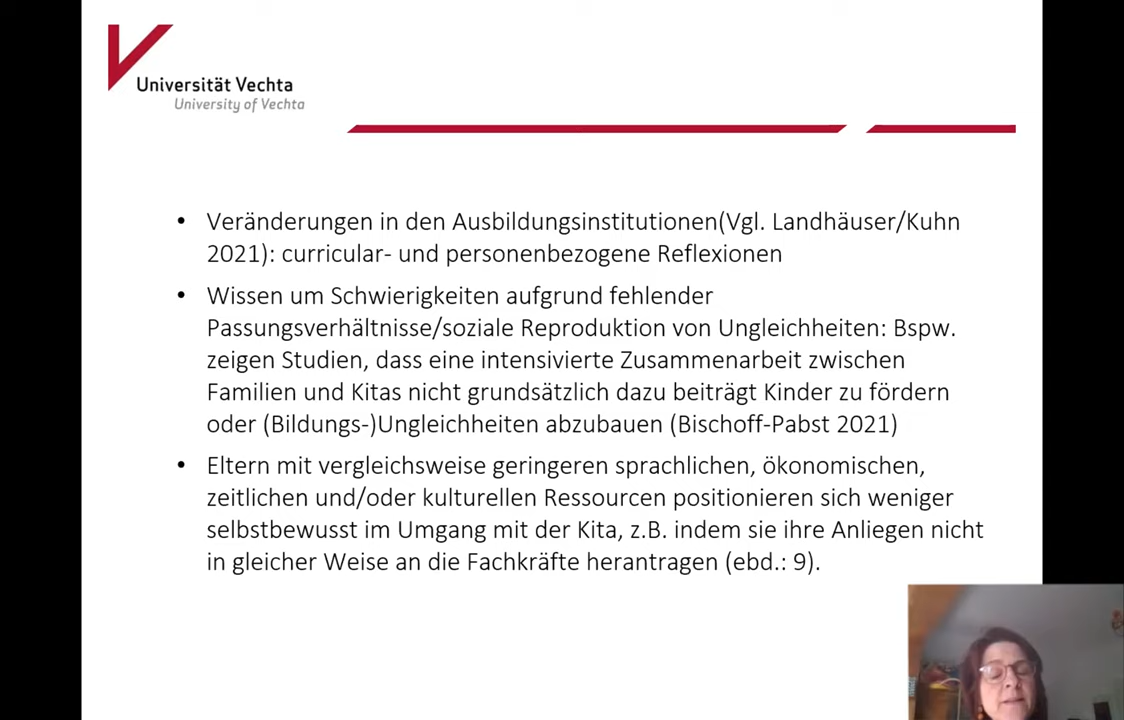 Universität Vechta
University of Vechta
• Veränderungen in den Ausbildungsinstitutionen(Vgl. Landhäuser/Kuhn
2021): curricular- und personenbezogene Reflexionen
• Wissen um Schwierigkeiten aufgrund fehlender
Passungsverhältnisse/soziale Reproduktion von Ungleichheiten: Bspw.
zeigen Studien, dass eine intensivierte Zusammenarbeit zwischen
Familien und Kitas nicht grundsätzlich dazu beiträgt Kinder zu fördern
oder (Bildungs-)Ungleichheiten abzubauen (Bischoff-Pabst 2021)
• Eltern mit vergleichsweise geringeren sprachlichen, ökonomischen,
zeitlichen und/oder kulturellen Ressourcen positionieren sich weniger
selbstbewusst im Umgang mit der Kita, z.B. indem sie ihre Anliegen nicht
in gleicher Weise an die Fachkräfte herantragen (ebd.: 9).